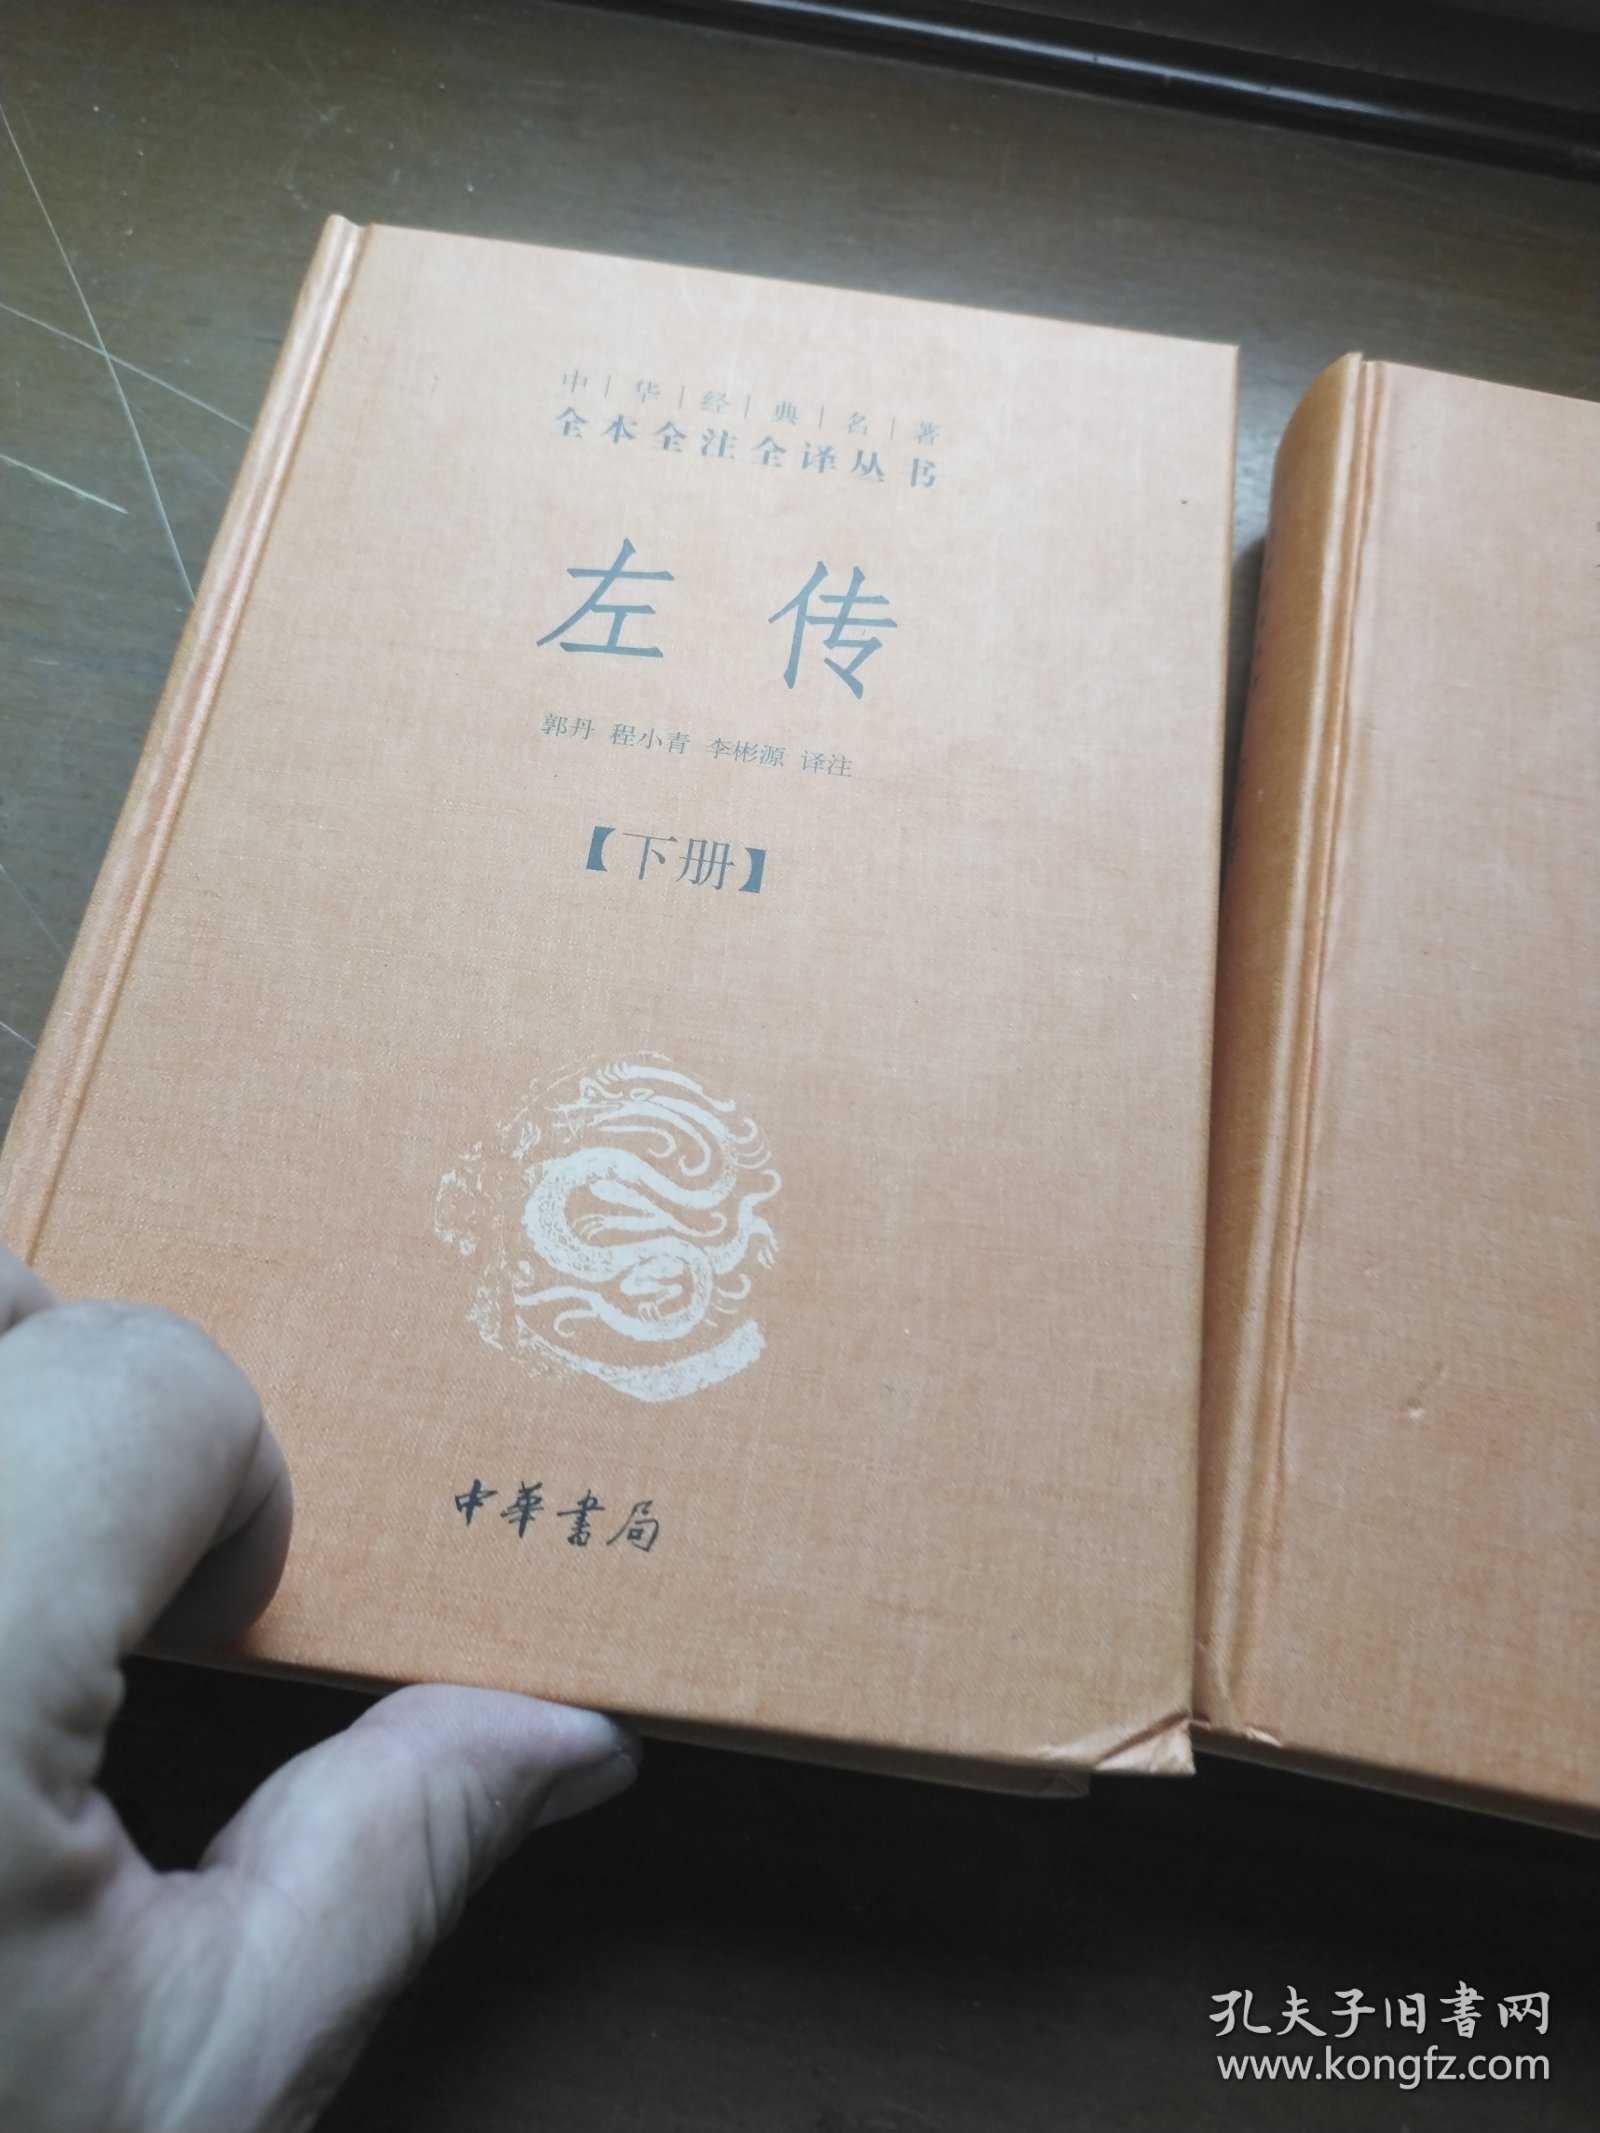 中|华|经|典|名|著
全本全注全译丛书
左传
郭丹 程小青 李彬源 译注
【下册】
中華書局
孔夫子旧书网
www.kongfz.com